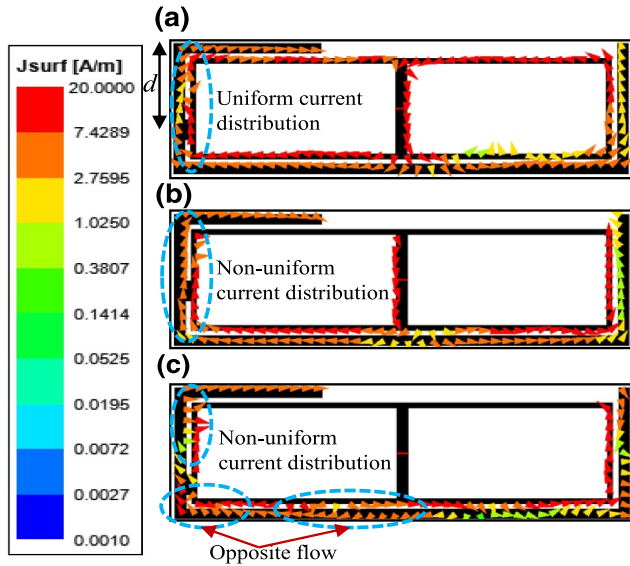 (a)
Jsurf [A/m]
20.0000
7.4289
2.7595
1.0250
0.3807
0.1414
0.0525
0.0195
0.0072
0.0027
0.0010
d
Uniform current
distribution
(b)
Non-uniform
current distribution
(c)
Non-uniform
current distribution
Opposite flow